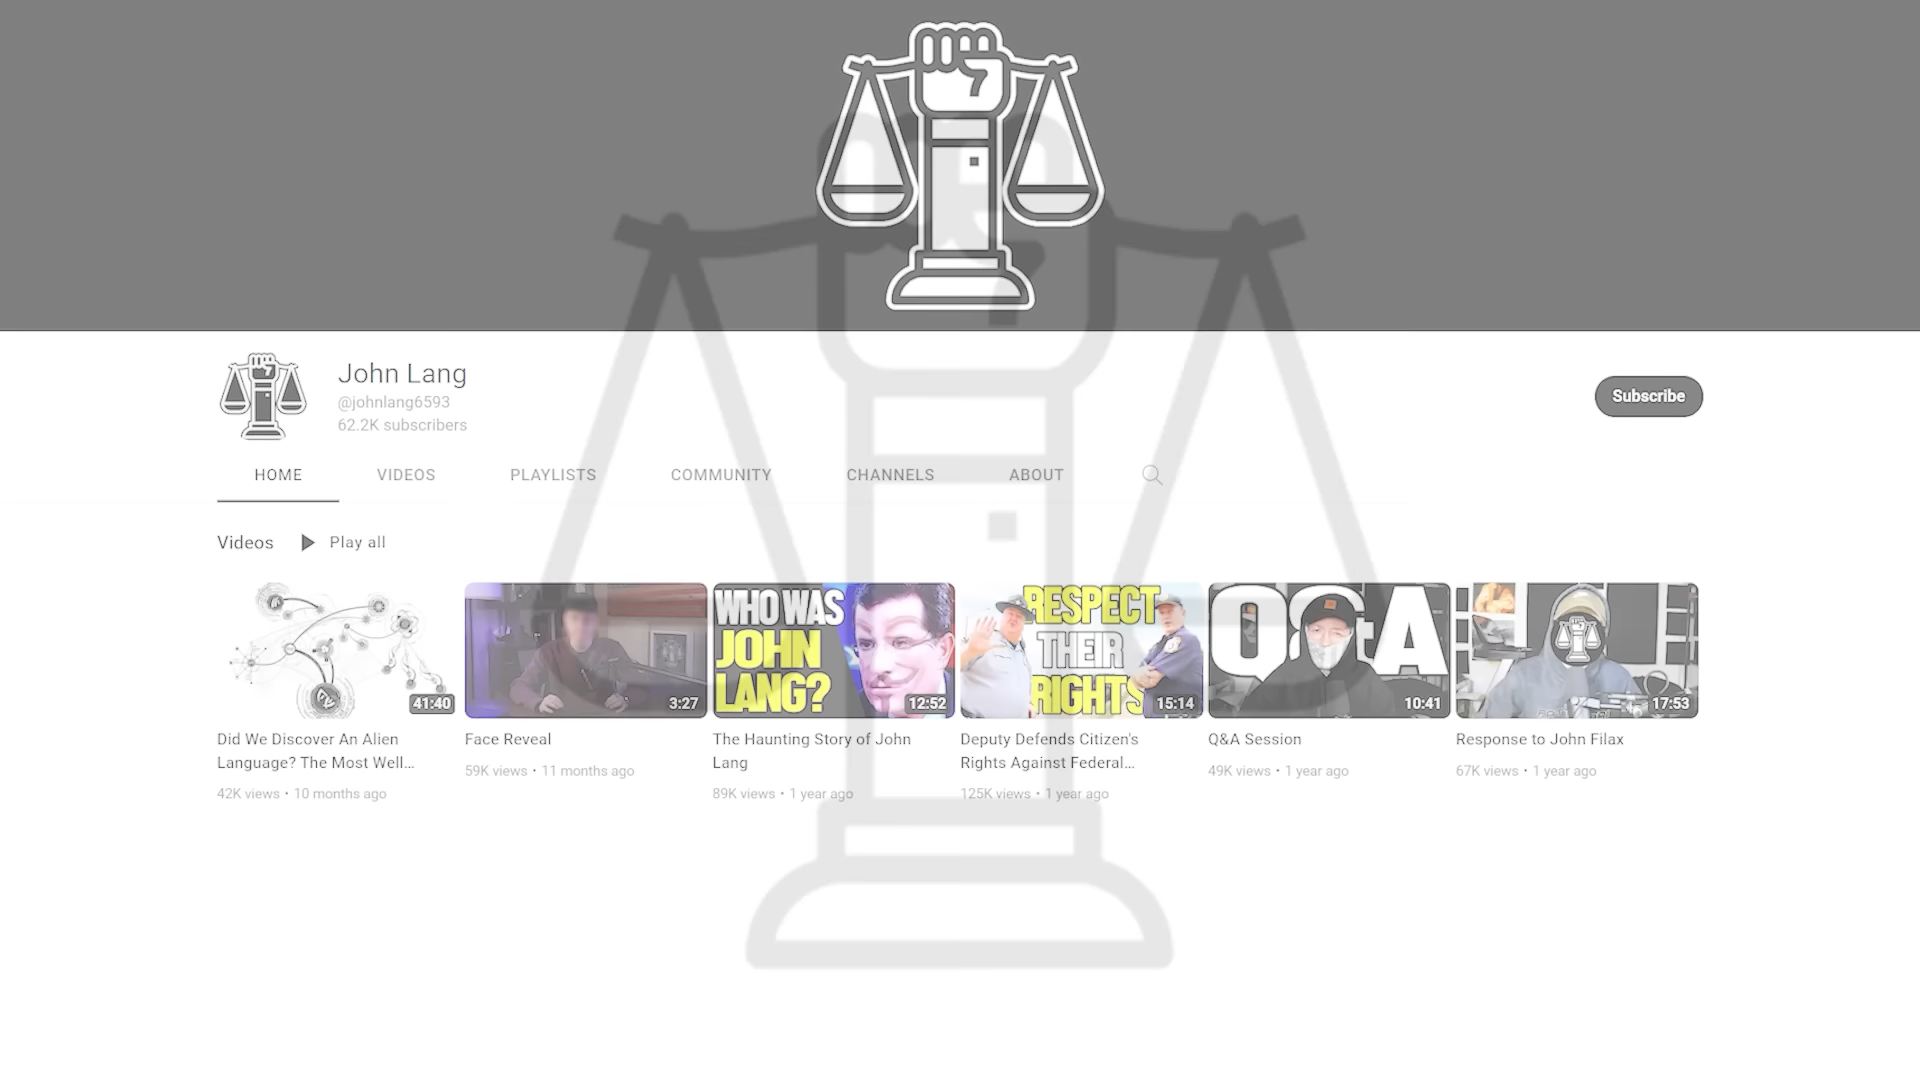 John Lang
@johnlang6593
62.2K subscribers
Subscribe
HOME VIDEOS PLAYLISTS COMMUNITY CHANNELS ABOUT
Videos Play all
41:40
3:27
WHO WAS
JOHN
LANG?
12:52
RESPECT
THEIR
RIGHTS
15:14
Q&A
10:41
17:53
Did We Discover An Alien
Language? The Most Well...
42K views • 10 months ago
Face Reveal
59K views • 11 months ago
The Haunting Story of John
Lang
89K views • 1 year ago
Deputy Defends Citizen's
Rights Against Federal...
125K views • 1 year ago
Q&A Session
49K views • 1 year ago
Response to John Filax
67K views • 1 year ago